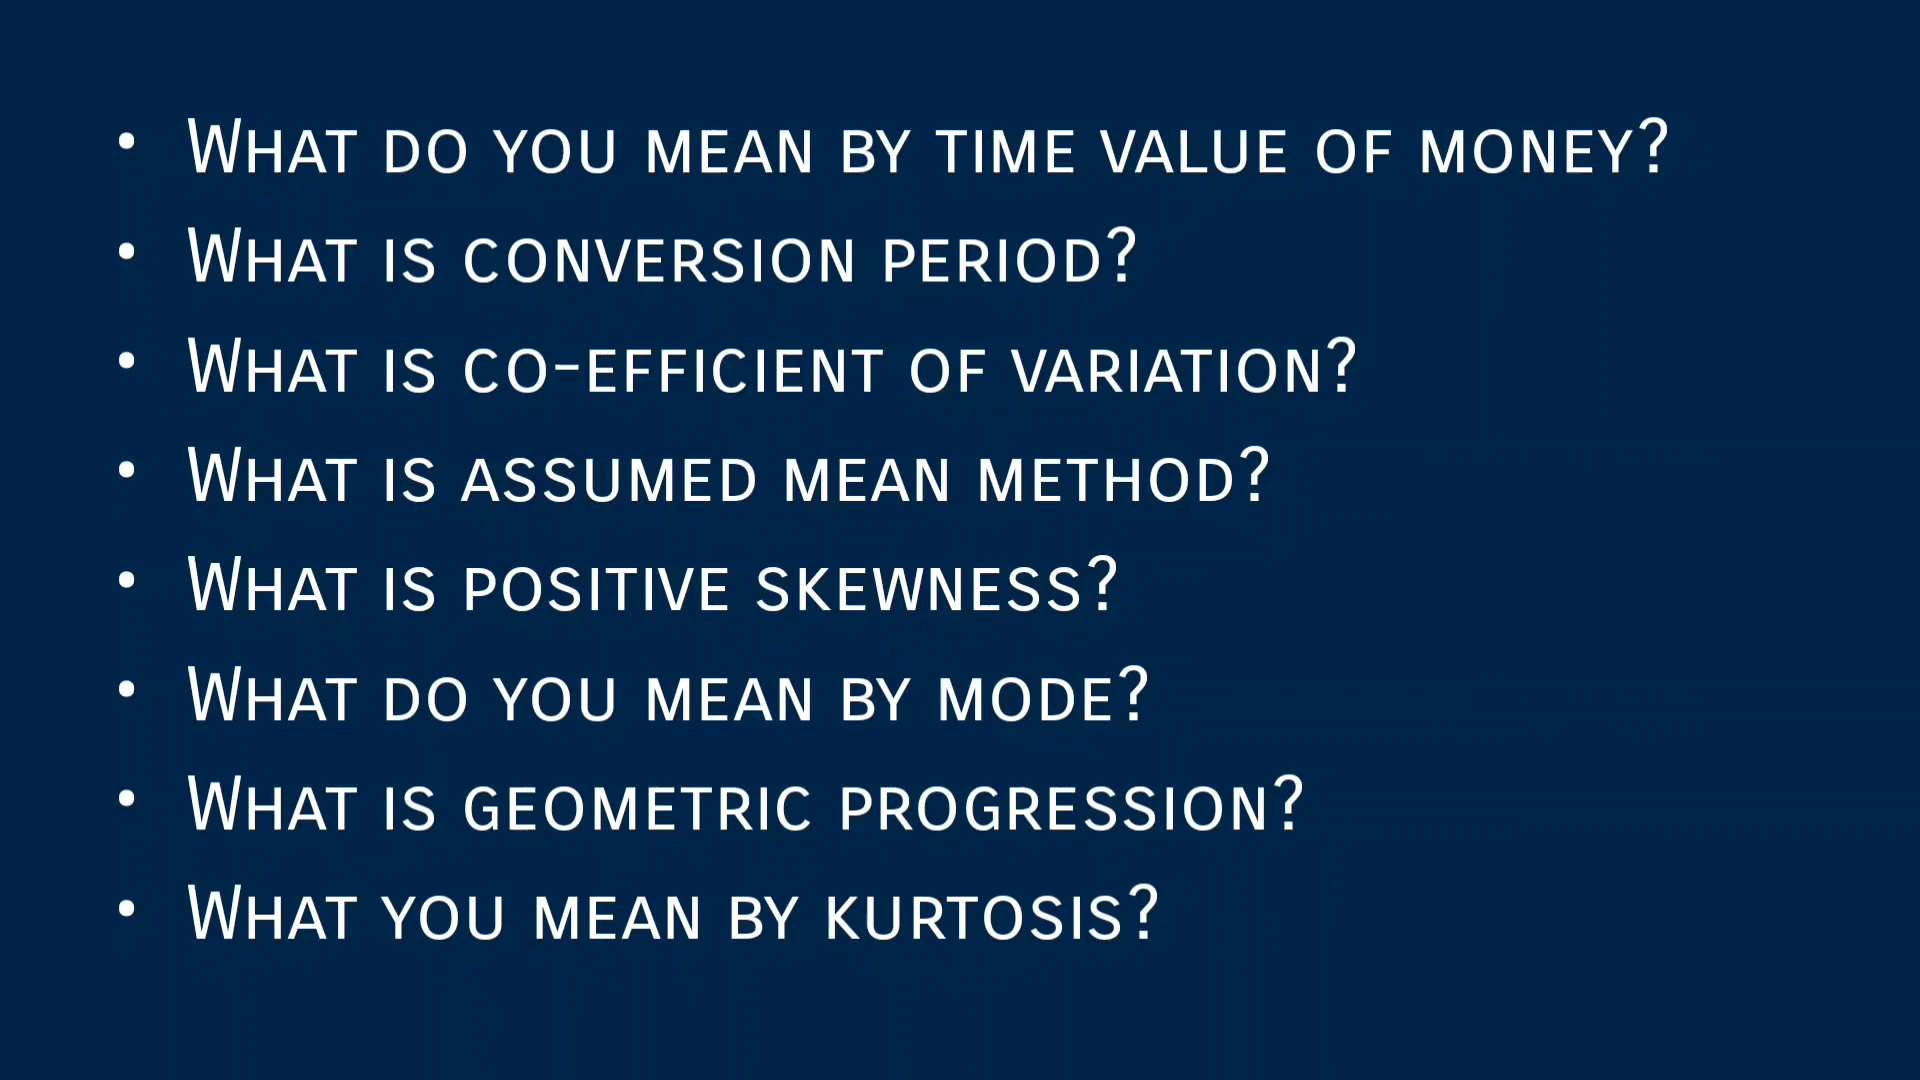 • What do you mean by time value of money?
• What is conversion period?
• What is co-efficient of variation?
• What is assumed mean method?
• What is positive skewness?
• What do you mean by mode?
• What is geometric progression?
• What you mean by kurtosis?